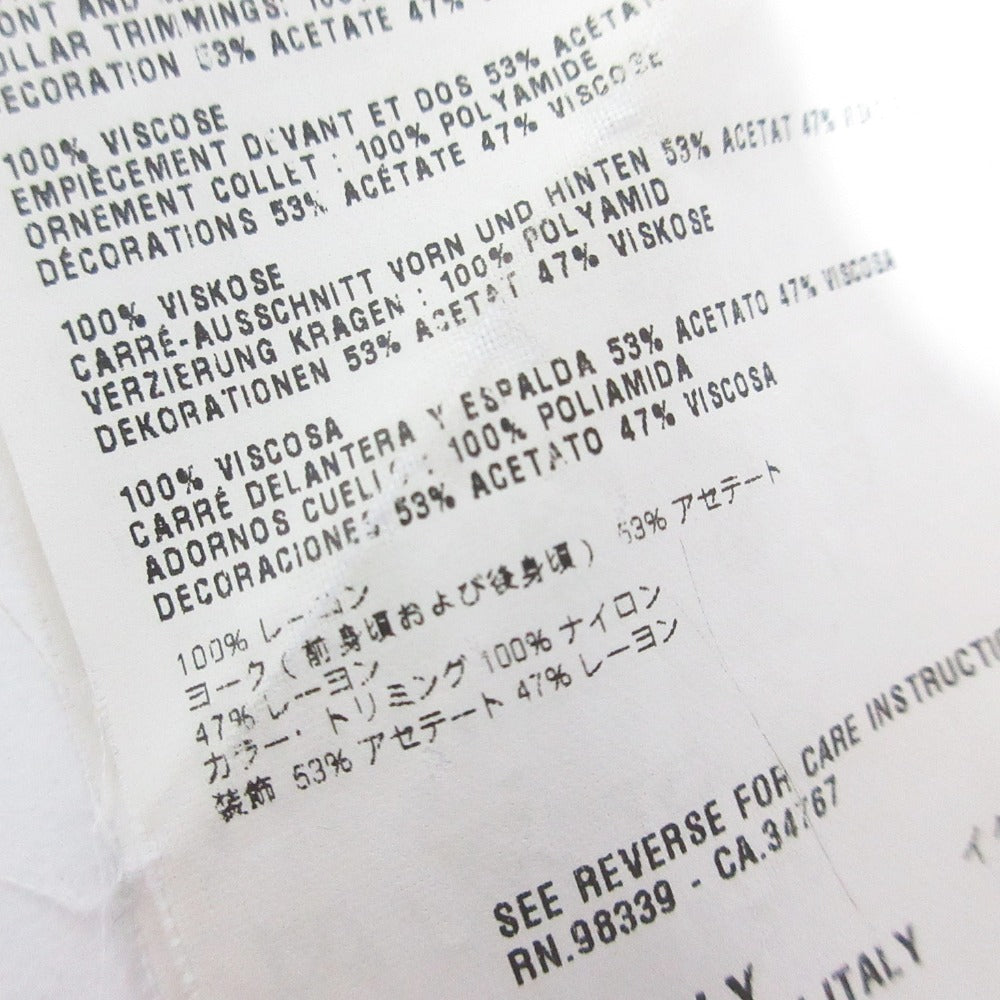 ONT AND
OLLAR TRIMMINGS:
DECORATION 53% ACETATE 47%
100% VISCOSE
EMPIÈCEMENT DEVANT ET DOS 53% ACÉTAT
ORNEMENT COLLET : 100% POLYAMIDE
DÉCORATIONS 53% ACÉTATE 47% VISCOSE
100% VISKOSE
CARRÉ-AUSSCHNITT VORN UND HINTEN 53% ACETAT 47%
VERZIERUNG KRAGEN : 100% POLYAMID
DEKORATIONEN 53% ACETAT 47% VISKOSE
100% VISCOSA
CARRÉ DELANTERA Y ESPALDA 53% ACETATO 47% VISCOSA
ADORNOS CUELLO : 100% POLIAMIDA
DECORACIONES 53% ACETATO 47% VISCOSA
100% レーヨン
ヨーク(前身頃および後身頃) 53% アセテート
47% レーヨン
カラー・トリミング 100% ナイロン
装飾 53% アセテート 47% レーヨン
SEE REVERSE FOR CARE INSTRUCTI
RN.98339 - CA.34767
LY
ITALY